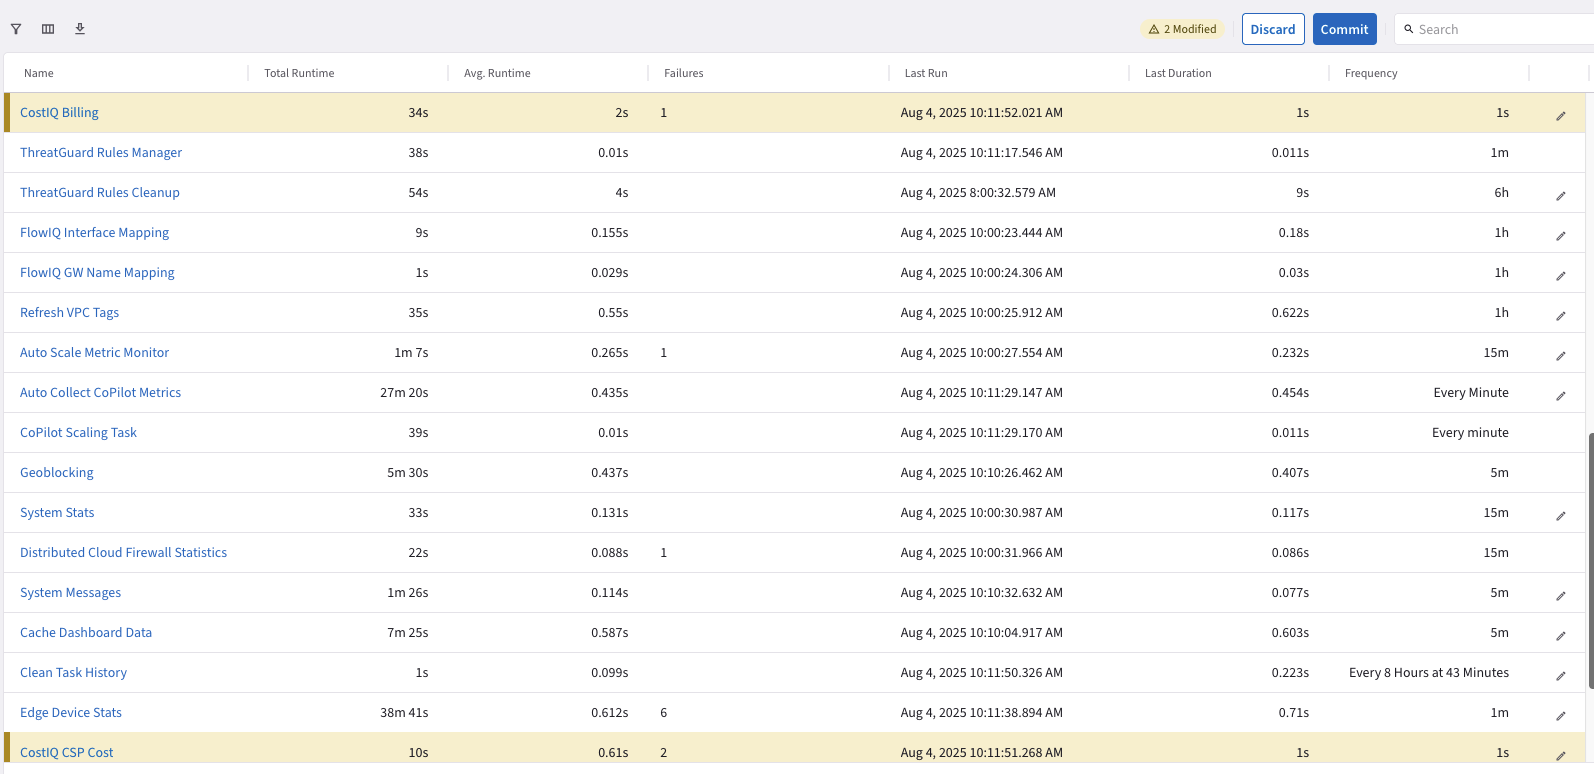 2 Modified Discard Commit Search
Name Total Runtime Avg. Runtime Failures Last Run Last Duration Frequency
CostIQ Billing 34s 2s 1 Aug 4, 2025 10:11:52.021 AM 1s 1s
ThreatGuard Rules Manager 38s 0.01s Aug 4, 2025 10:11:17.546 AM 0.011s 1m
ThreatGuard Rules Cleanup 54s 4s Aug 4, 2025 8:00:32.579 AM 9s 6h
FlowIQ Interface Mapping 9s 0.155s Aug 4, 2025 10:00:23.444 AM 0.18s 1h
FlowIQ GW Name Mapping 1s 0.029s Aug 4, 2025 10:00:24.306 AM 0.03s 1h
Refresh VPC Tags 35s 0.55s Aug 4, 2025 10:00:25.912 AM 0.622s 1h
Auto Scale Metric Monitor 1m 7s 0.265s 1 Aug 4, 2025 10:00:27.554 AM 0.232s 15m
Auto Collect CoPilot Metrics 27m 20s 0.435s Aug 4, 2025 10:11:29.147 AM 0.454s Every Minute
CoPilot Scaling Task 39s 0.01s Aug 4, 2025 10:11:29.170 AM 0.011s Every minute
Geoblocking 5m 30s 0.437s Aug 4, 2025 10:10:26.462 AM 0.407s 5m
System Stats 33s 0.131s Aug 4, 2025 10:00:30.987 AM 0.117s 15m
Distributed Cloud Firewall Statistics 22s 0.088s 1 Aug 4, 2025 10:00:31.966 AM 0.086s 15m
System Messages 1m 26s 0.114s Aug 4, 2025 10:10:32.632 AM 0.077s 5m
Cache Dashboard Data 7m 25s 0.587s Aug 4, 2025 10:10:04.917 AM 0.603s 5m
Clean Task History 1s 0.099s Aug 4, 2025 10:11:50.326 AM 0.223s Every 8 Hours at 43 Minutes
Edge Device Stats 38m 41s 0.612s 6 Aug 4, 2025 10:11:38.894 AM 0.71s 1m
CostIQ CSP Cost 10s 0.61s 2 Aug 4, 2025 10:11:51.268 AM 1s 1s